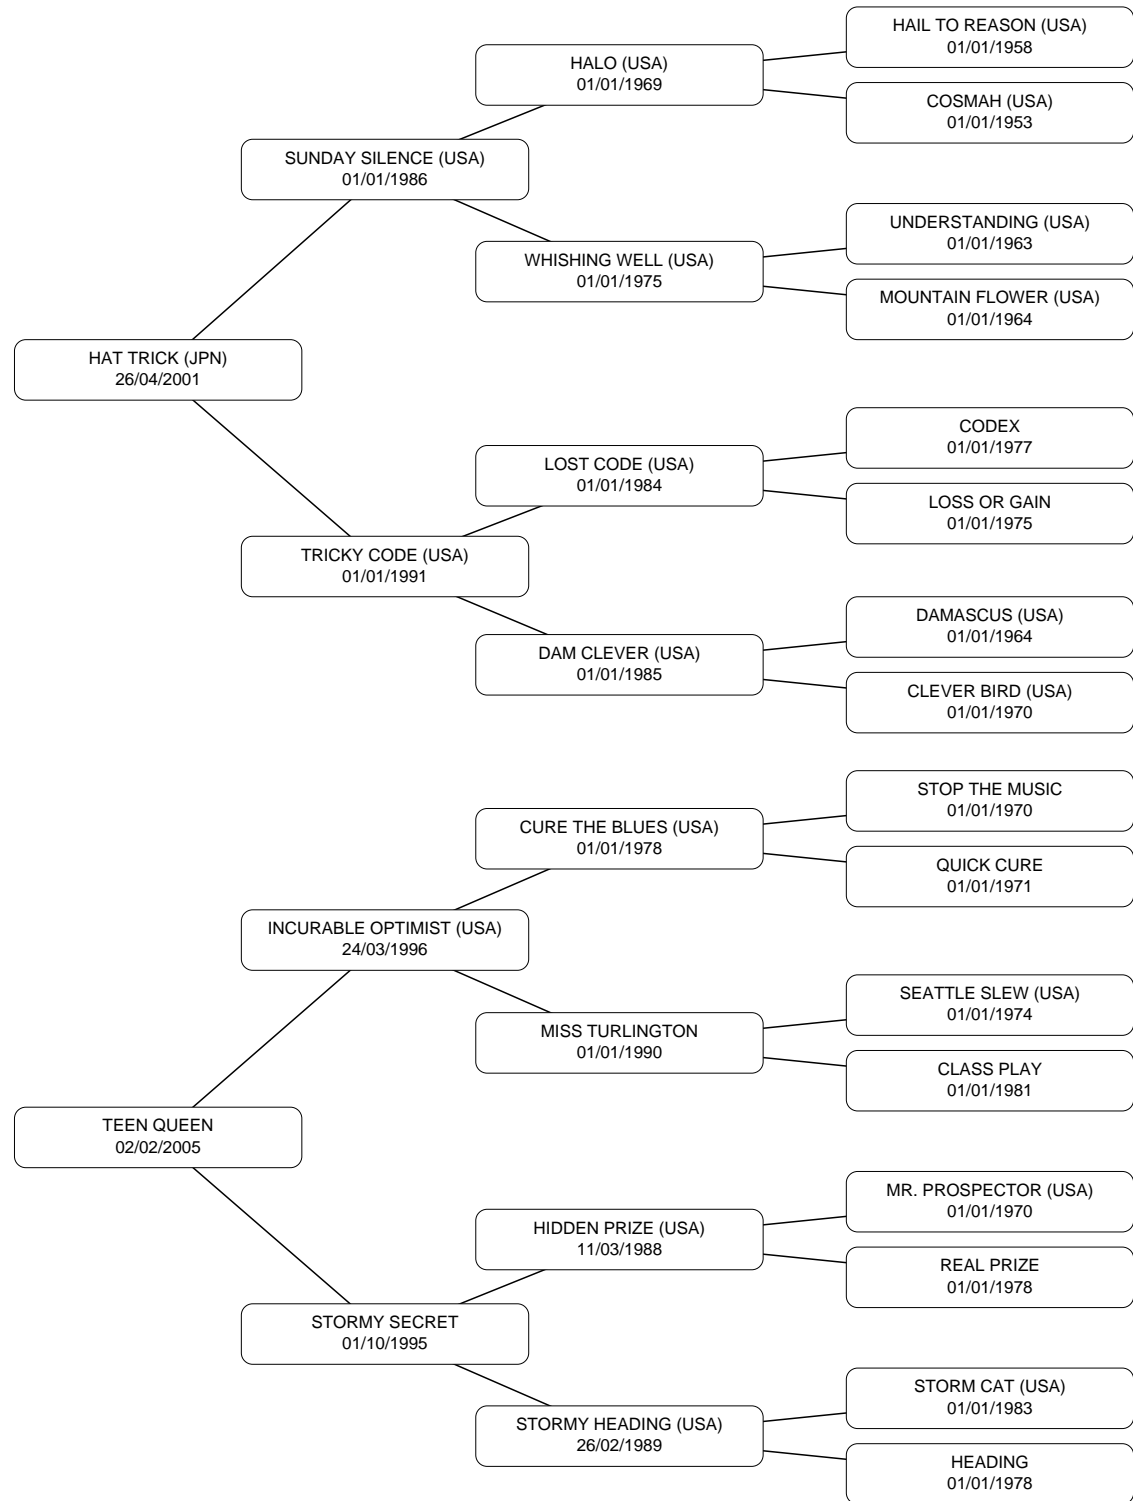 HAIL TO REASON (USA)
01/01/1958
HALO (USA)
01/01/1969
COSMAH (USA)
01/01/1953
SUNDAY SILENCE (USA)
01/01/1986
UNDERSTANDING (USA)
01/01/1963
WHISHING WELL (USA)
01/01/1975
MOUNTAIN FLOWER (USA)
01/01/1964
HAT TRICK (JPN)
26/04/2001
CODEX
01/01/1977
LOST CODE (USA)
01/01/1984
LOSS OR GAIN
01/01/1975
TRICKY CODE (USA)
01/01/1991
DAMASCUS (USA)
01/01/1964
DAM CLEVER (USA)
01/01/1985
CLEVER BIRD (USA)
01/01/1970
STOP THE MUSIC
01/01/1970
CURE THE BLUES (USA)
01/01/1978
QUICK CURE
01/01/1971
INCURABLE OPTIMIST (USA)
24/03/1996
SEATTLE SLEW (USA)
01/01/1974
MISS TURLINGTON
01/01/1990
CLASS PLAY
01/01/1981
TEEN QUEEN
02/02/2005
MR. PROSPECTOR (USA)
01/01/1970
HIDDEN PRIZE (USA)
11/03/1988
REAL PRIZE
01/01/1978
STORMY SECRET
01/10/1995
STORM CAT (USA)
01/01/1983
STORMY HEADING (USA)
26/02/1989
HEADING
01/01/1978